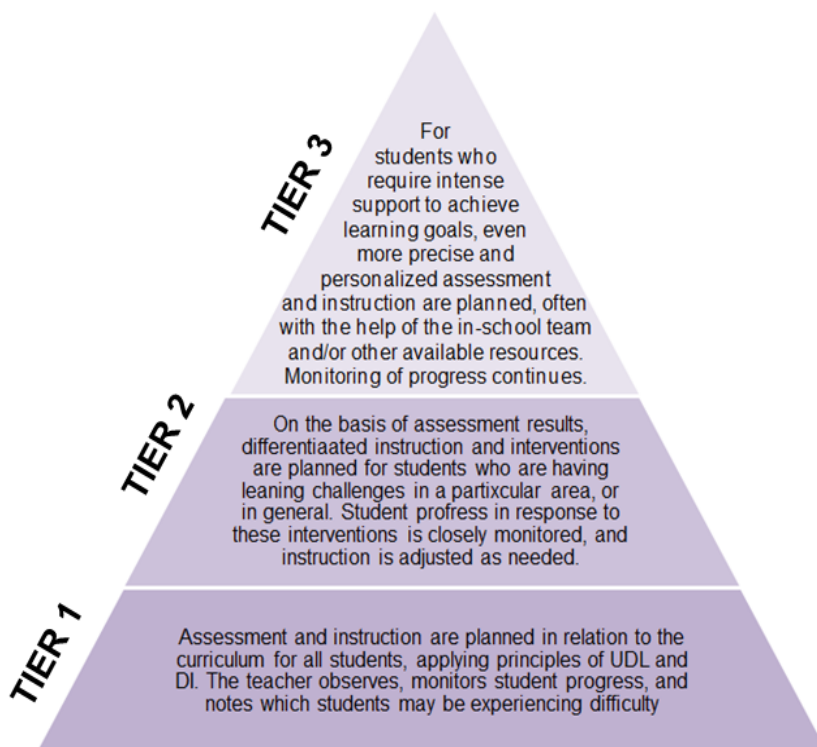 TIER 3
For
students who
require intense
support to achieve
learning goals, even
more precise and
personalized assessment
and instruction are planned, often
with the help of the in-school team
and/or other available resources.
Monitoring of progress continues.
TIER 2
On the basis of assessment results,
differentiaated instruction and interventions
are planned for students who are having
leaning challenges in a partixcular area, or
in general. Student profress in response to
these interventions is closely monitored, and
instruction is adjusted as needed.
TIER 1
Assessment and instruction are planned in relation to the
curriculum for all students, applying principles of UDL and
DI. The teacher observes, monitors student progress, and
notes which students may be experiencing difficulty